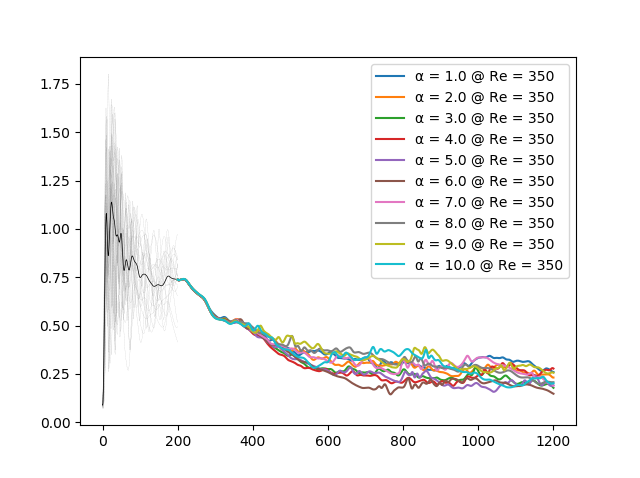 1.75
1.50
1.25
1.00
0.75
0.50
0.25
0.00
0
200
400
600
800
1000
1200
α = 1.0 @ Re = 350
α = 2.0 @ Re = 350
α = 3.0 @ Re = 350
α = 4.0 @ Re = 350
α = 5.0 @ Re = 350
α = 6.0 @ Re = 350
α = 7.0 @ Re = 350
α = 8.0 @ Re = 350
α = 9.0 @ Re = 350
α = 10.0 @ Re = 350